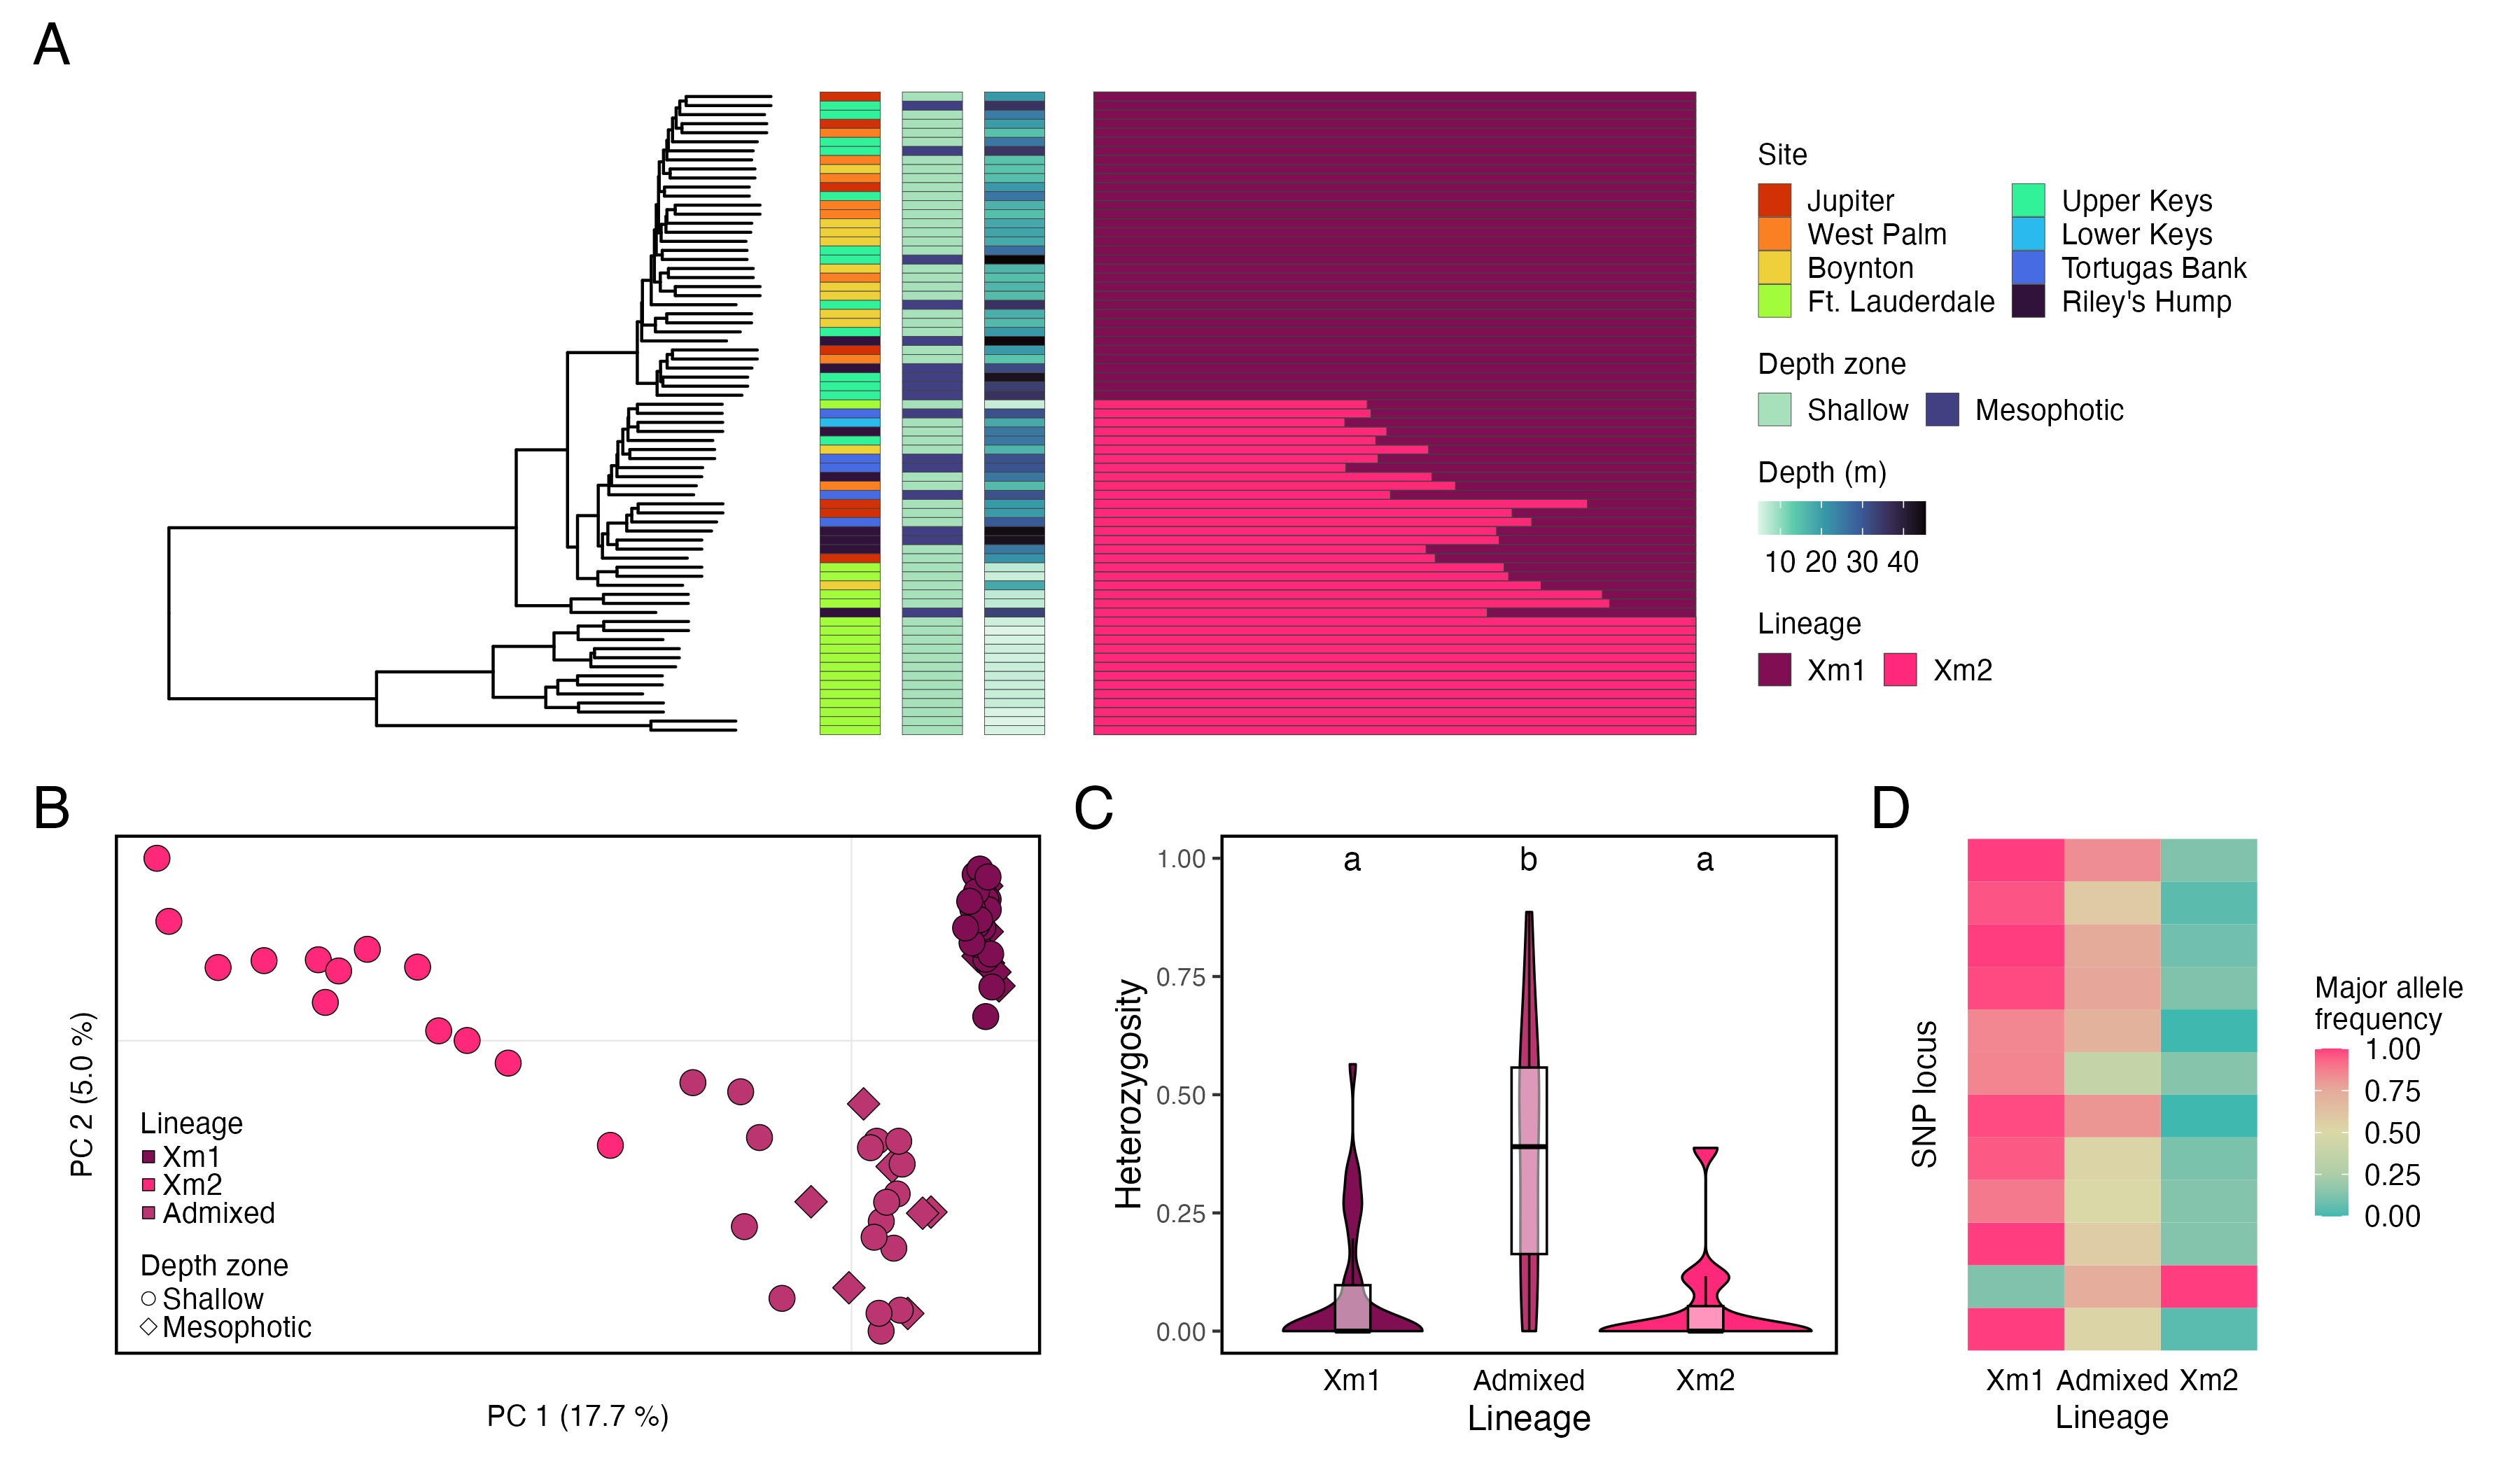 A
Site
Jupiter
Upper Keys
West Palm
Lower Keys
Boynton
Tortugas Bank
Ft. Lauderdale
Riley's Hump
Depth zone
Shallow
Mesophotic
Depth (m)
10 20 30 40
Lineage
Xm1
Xm2
B
PC 2 (5.0 %)
Lineage
Xm1
Xm2
Admixed
Depth zone
Shallow
Mesophotic
PC 1 (17.7 %)
C
Heterozygosity
1.00
0.75
0.50
0.25
0.00
a
b
a
Xm1
Admixed
Xm2
Lineage
D
SNP locus
Xm1 Admixed Xm2
Lineage
Major allele
frequency
1.00
0.75
0.50
0.25
0.00